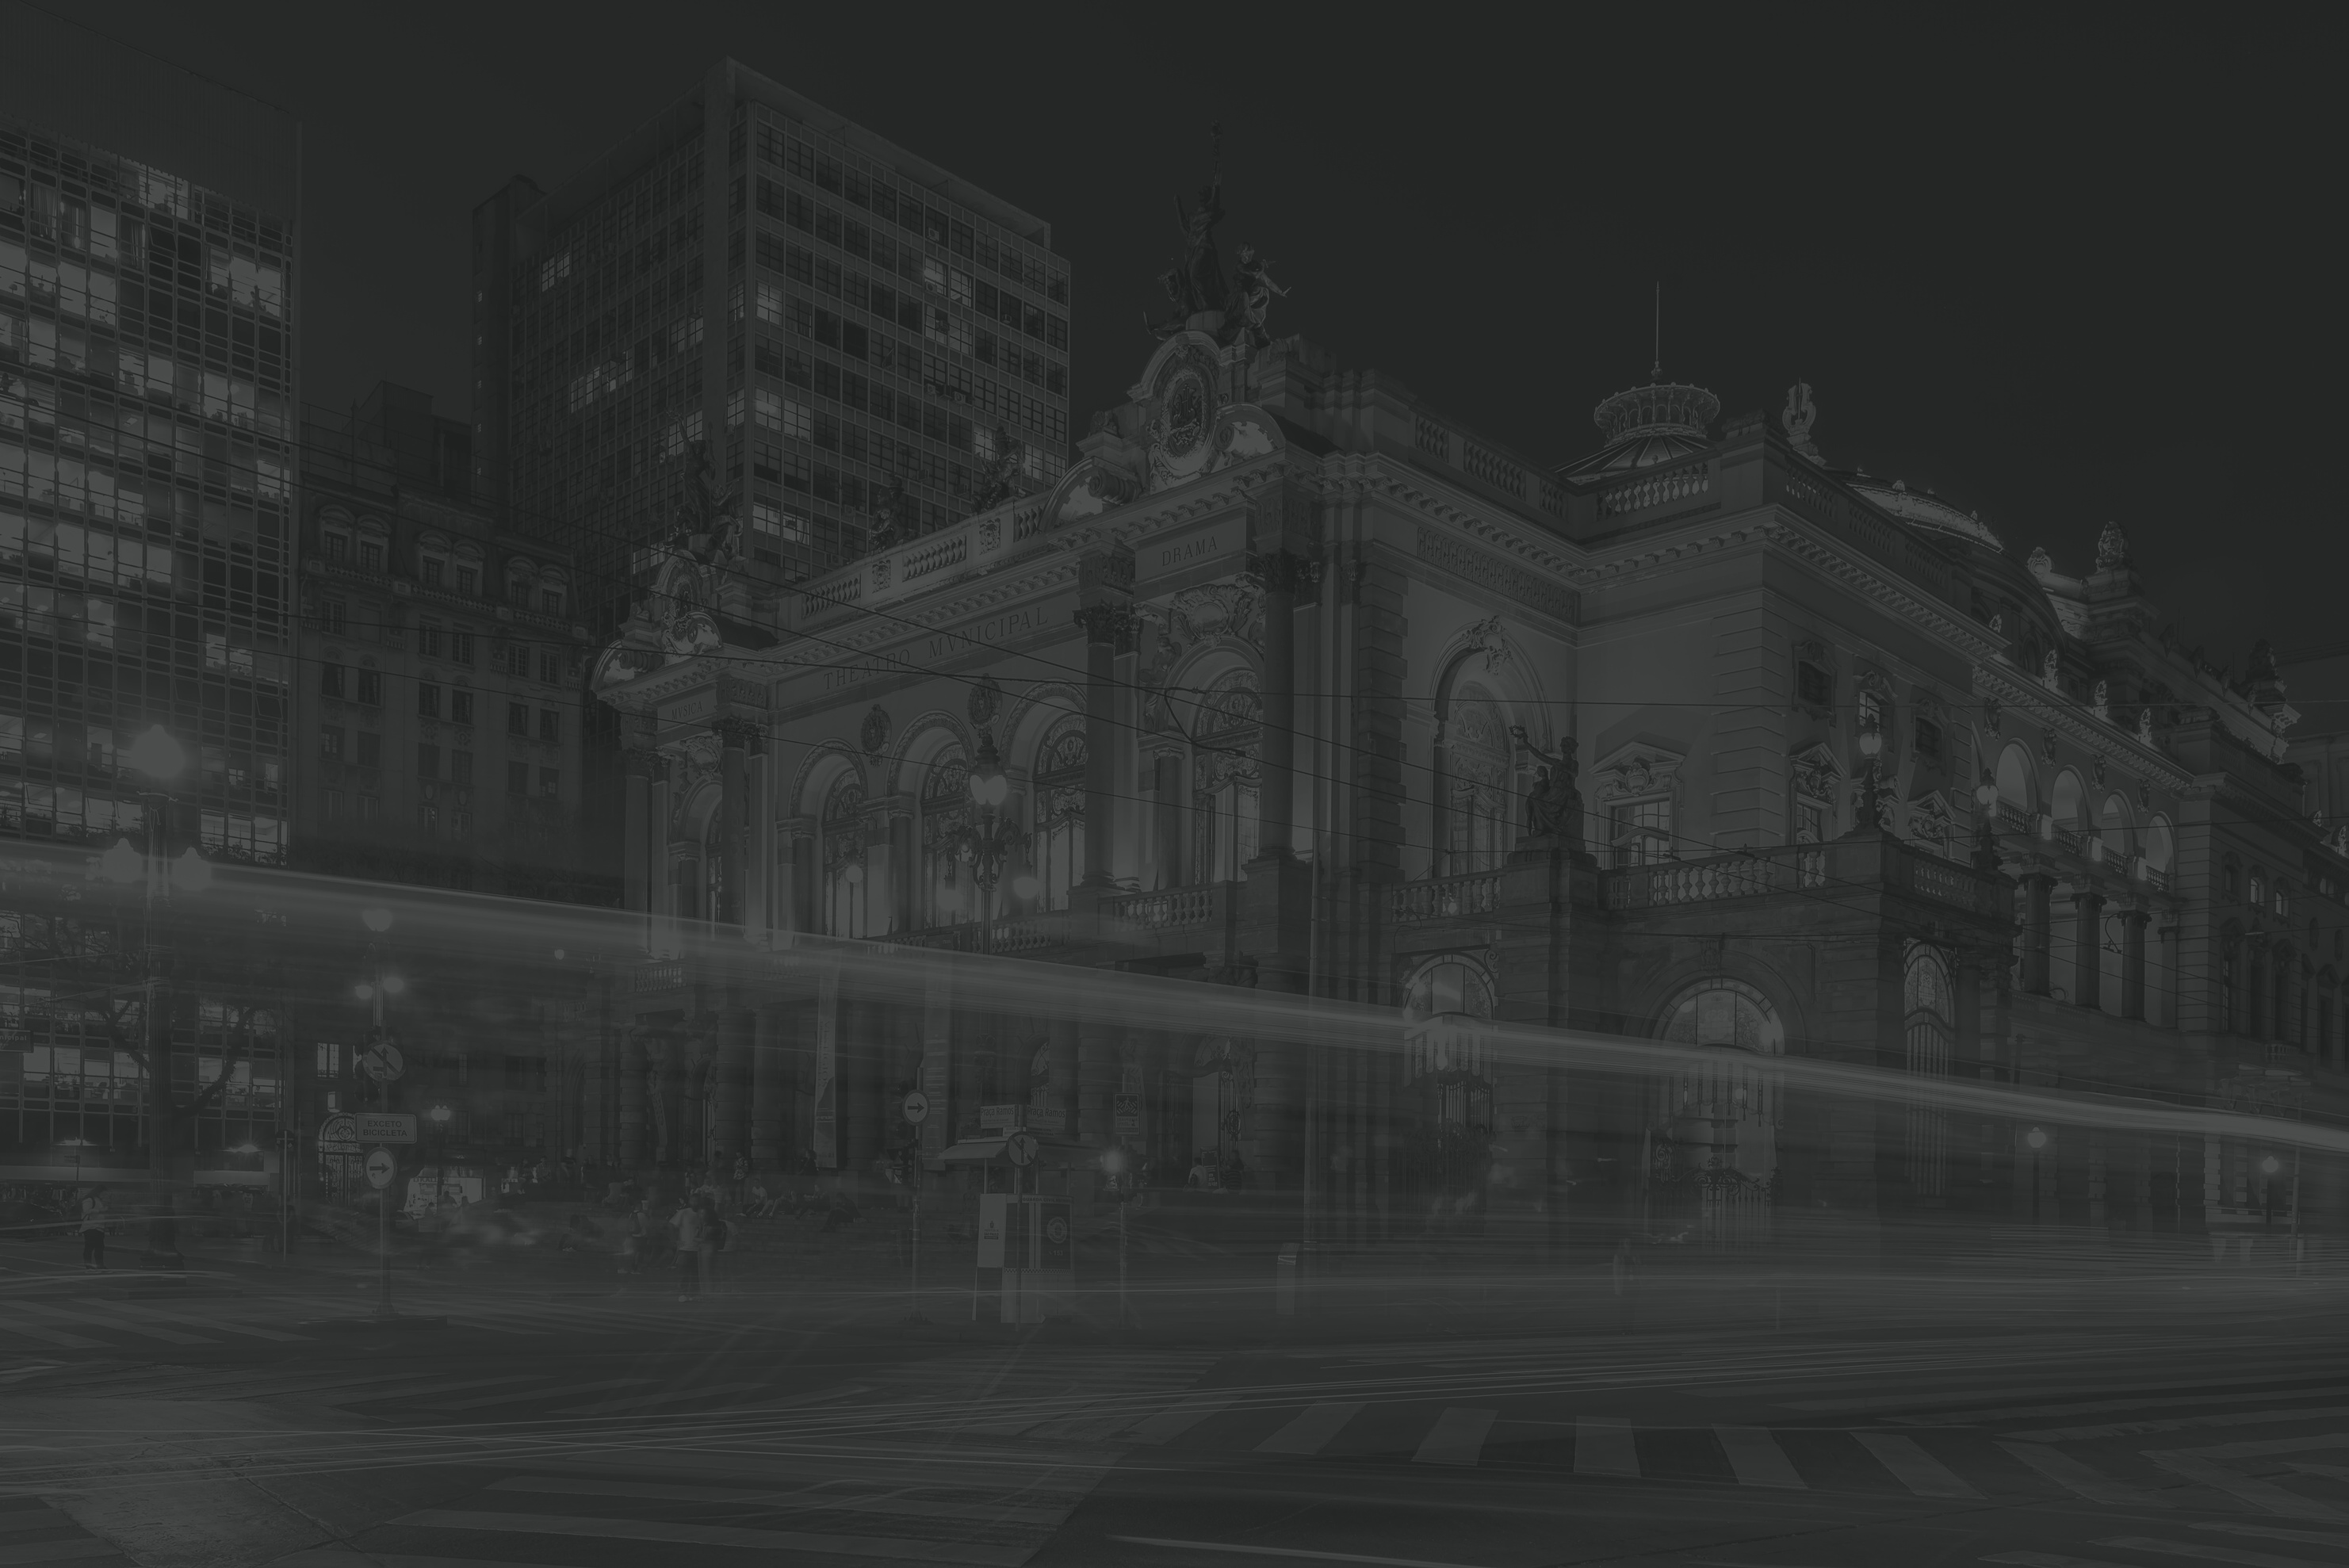 DRAMA
THEATRO MVNICIPAL
MVSICA
EXCETO
BICICLETA